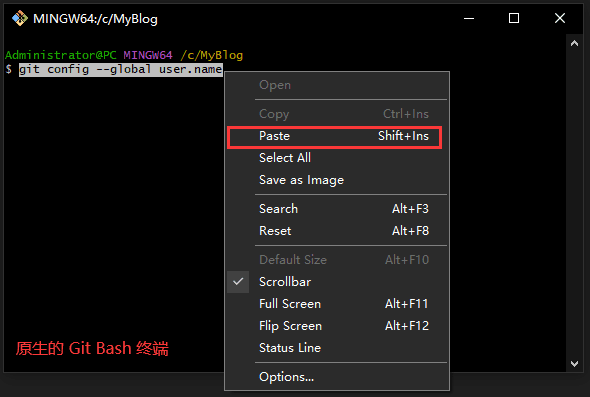 MINGW64:/c/MyBlog
Administrator@PC MINGW64 /c/MyBlog
$ git config --global user.name
Open
Copy Ctrl+Ins
Paste Shift+Ins
Select All
Save as Image
Search Alt+F3
Reset Alt+F8
Default Size Alt+F10
Scrollbar
Full Screen Alt+F11
Flip Screen Alt+F12
Status Line
Options...
原生的 Git Bash 终端